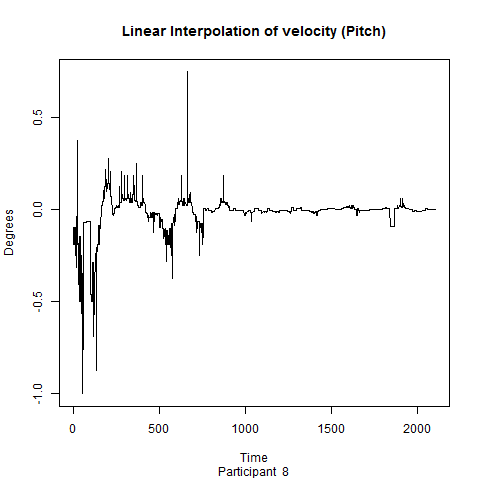 Linear Interpolation of velocity (Pitch)
Degrees
0.5
0.0
-0.5
-1.0
0 500 1000 1500 2000
Time
Participant 8